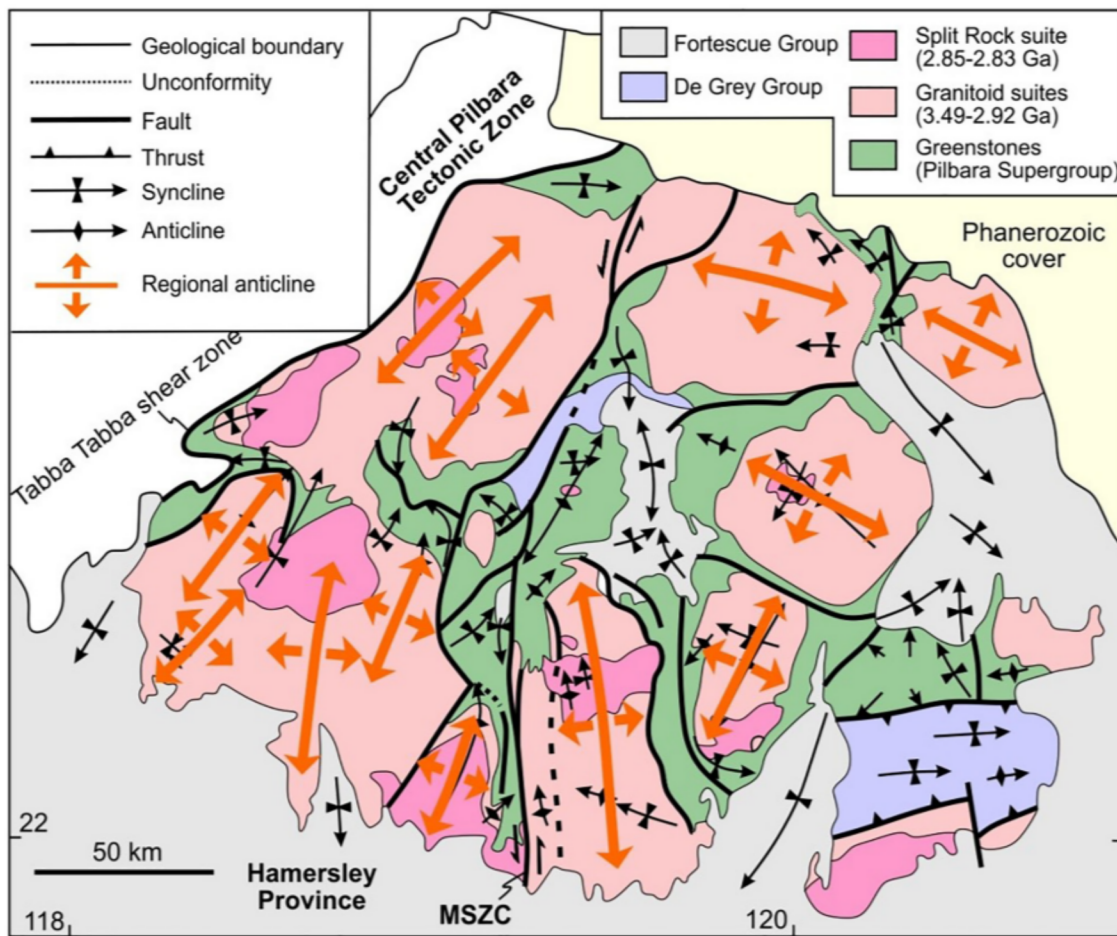 Geological boundary
Unconformity
Fault
Thrust
Syncline
Anticline
Regional anticline
Fortescue Group
De Grey Group
Split Rock suite
(2.85-2.83 Ga)
Granitoid suites
(3.49-2.92 Ga)
Greenstones
(Pilbara Supergroup)
Central Pilbara
Tectonic Zone
Phanerozoic
cover
Tabba Tabba shear zone
22
50 km
Hamersley
Province
MSZC
118
120